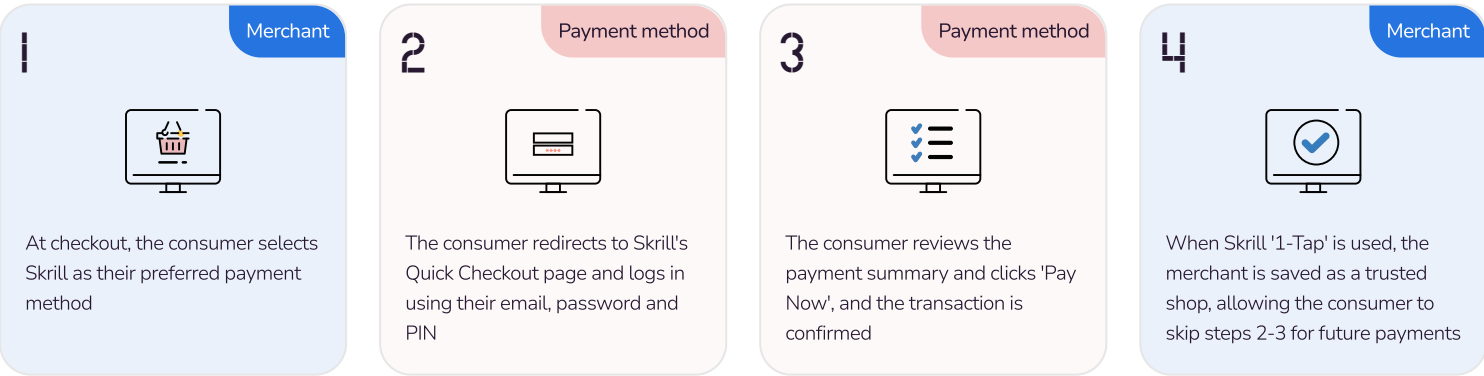 1
Merchant
At checkout, the consumer selects
Skrill as their preferred payment
method
2
Payment method
The consumer redirects to Skrill's
Quick Checkout page and logs in
using their email, password and
PIN
3
Payment method
The consumer reviews the
payment summary and clicks 'Pay
Now', and the transaction is
confirmed
4
Merchant
When Skrill '1-Tap' is used, the
merchant is saved as a trusted
shop, allowing the consumer to
skip steps 2-3 for future payments